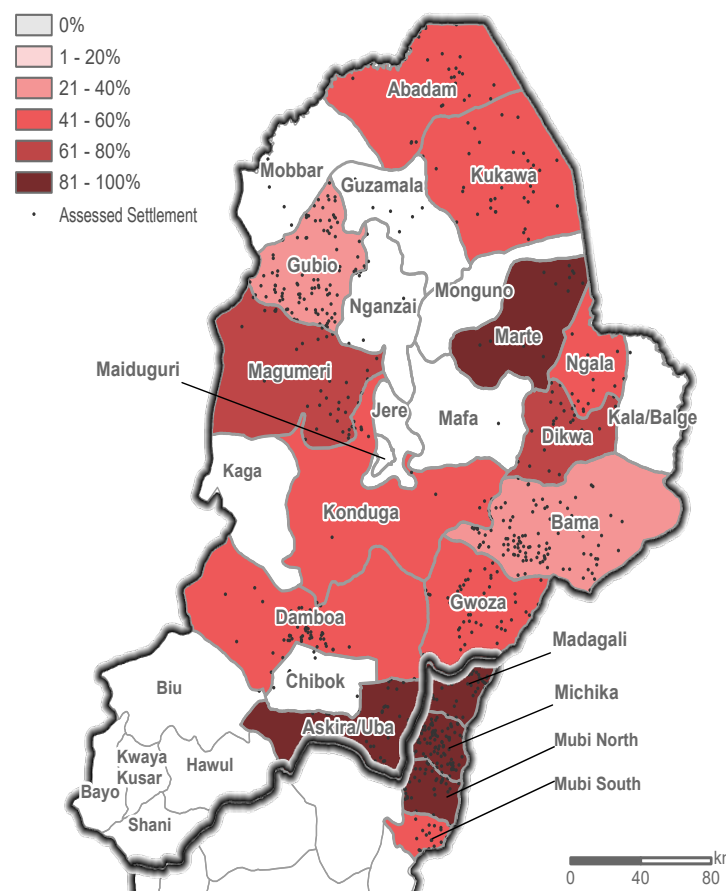 0%
1 - 20%
21 - 40%
41 - 60%
61 - 80%
81 - 100%
Assessed Settlement
Abadam
Mobbar
Guzamala
Kukawa
Gubio
Monguno
Nganzai
Marte
Maiduguri
Magumeri
Ngala
Jere
Mafa
Kala/Balge
Dikwa
Kaga
Konduga
Bama
Gwoza
Damboa
Madagali
Chibok
Biu
Michika
Askira/Uba
Mubi North
Kwaya
Kusar
Hawul
Mubi South
Bayo
Shani
km
0 40 80